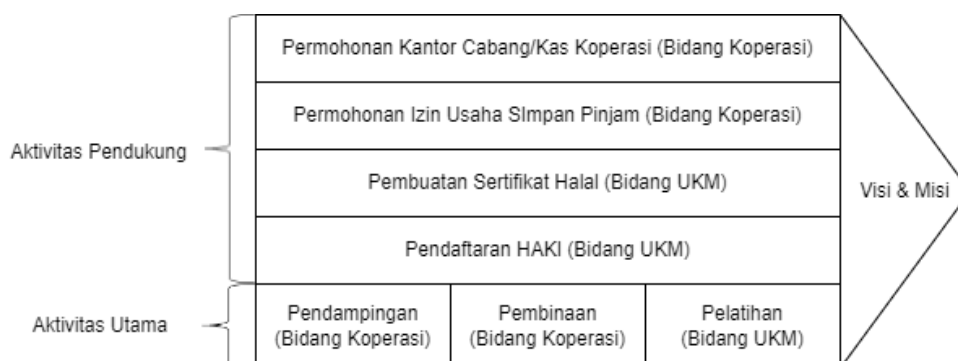 Permohonan Kantor Cabang/Kas Koperasi (Bidang Koperasi)
Permohonan Izin Usaha SImpan Pinjam (Bidang Koperasi)
Aktivitas Pendukung
Pembuatan Sertifikat Halal (Bidang UKM)
Visi & Misi
Pendaftaran HAKI (Bidang UKM)
Aktivitas Utama
Pendampingan
(Bidang Koperasi)
Pembinaan
(Bidang Koperasi)
Pelatihan
(Bidang UKM)